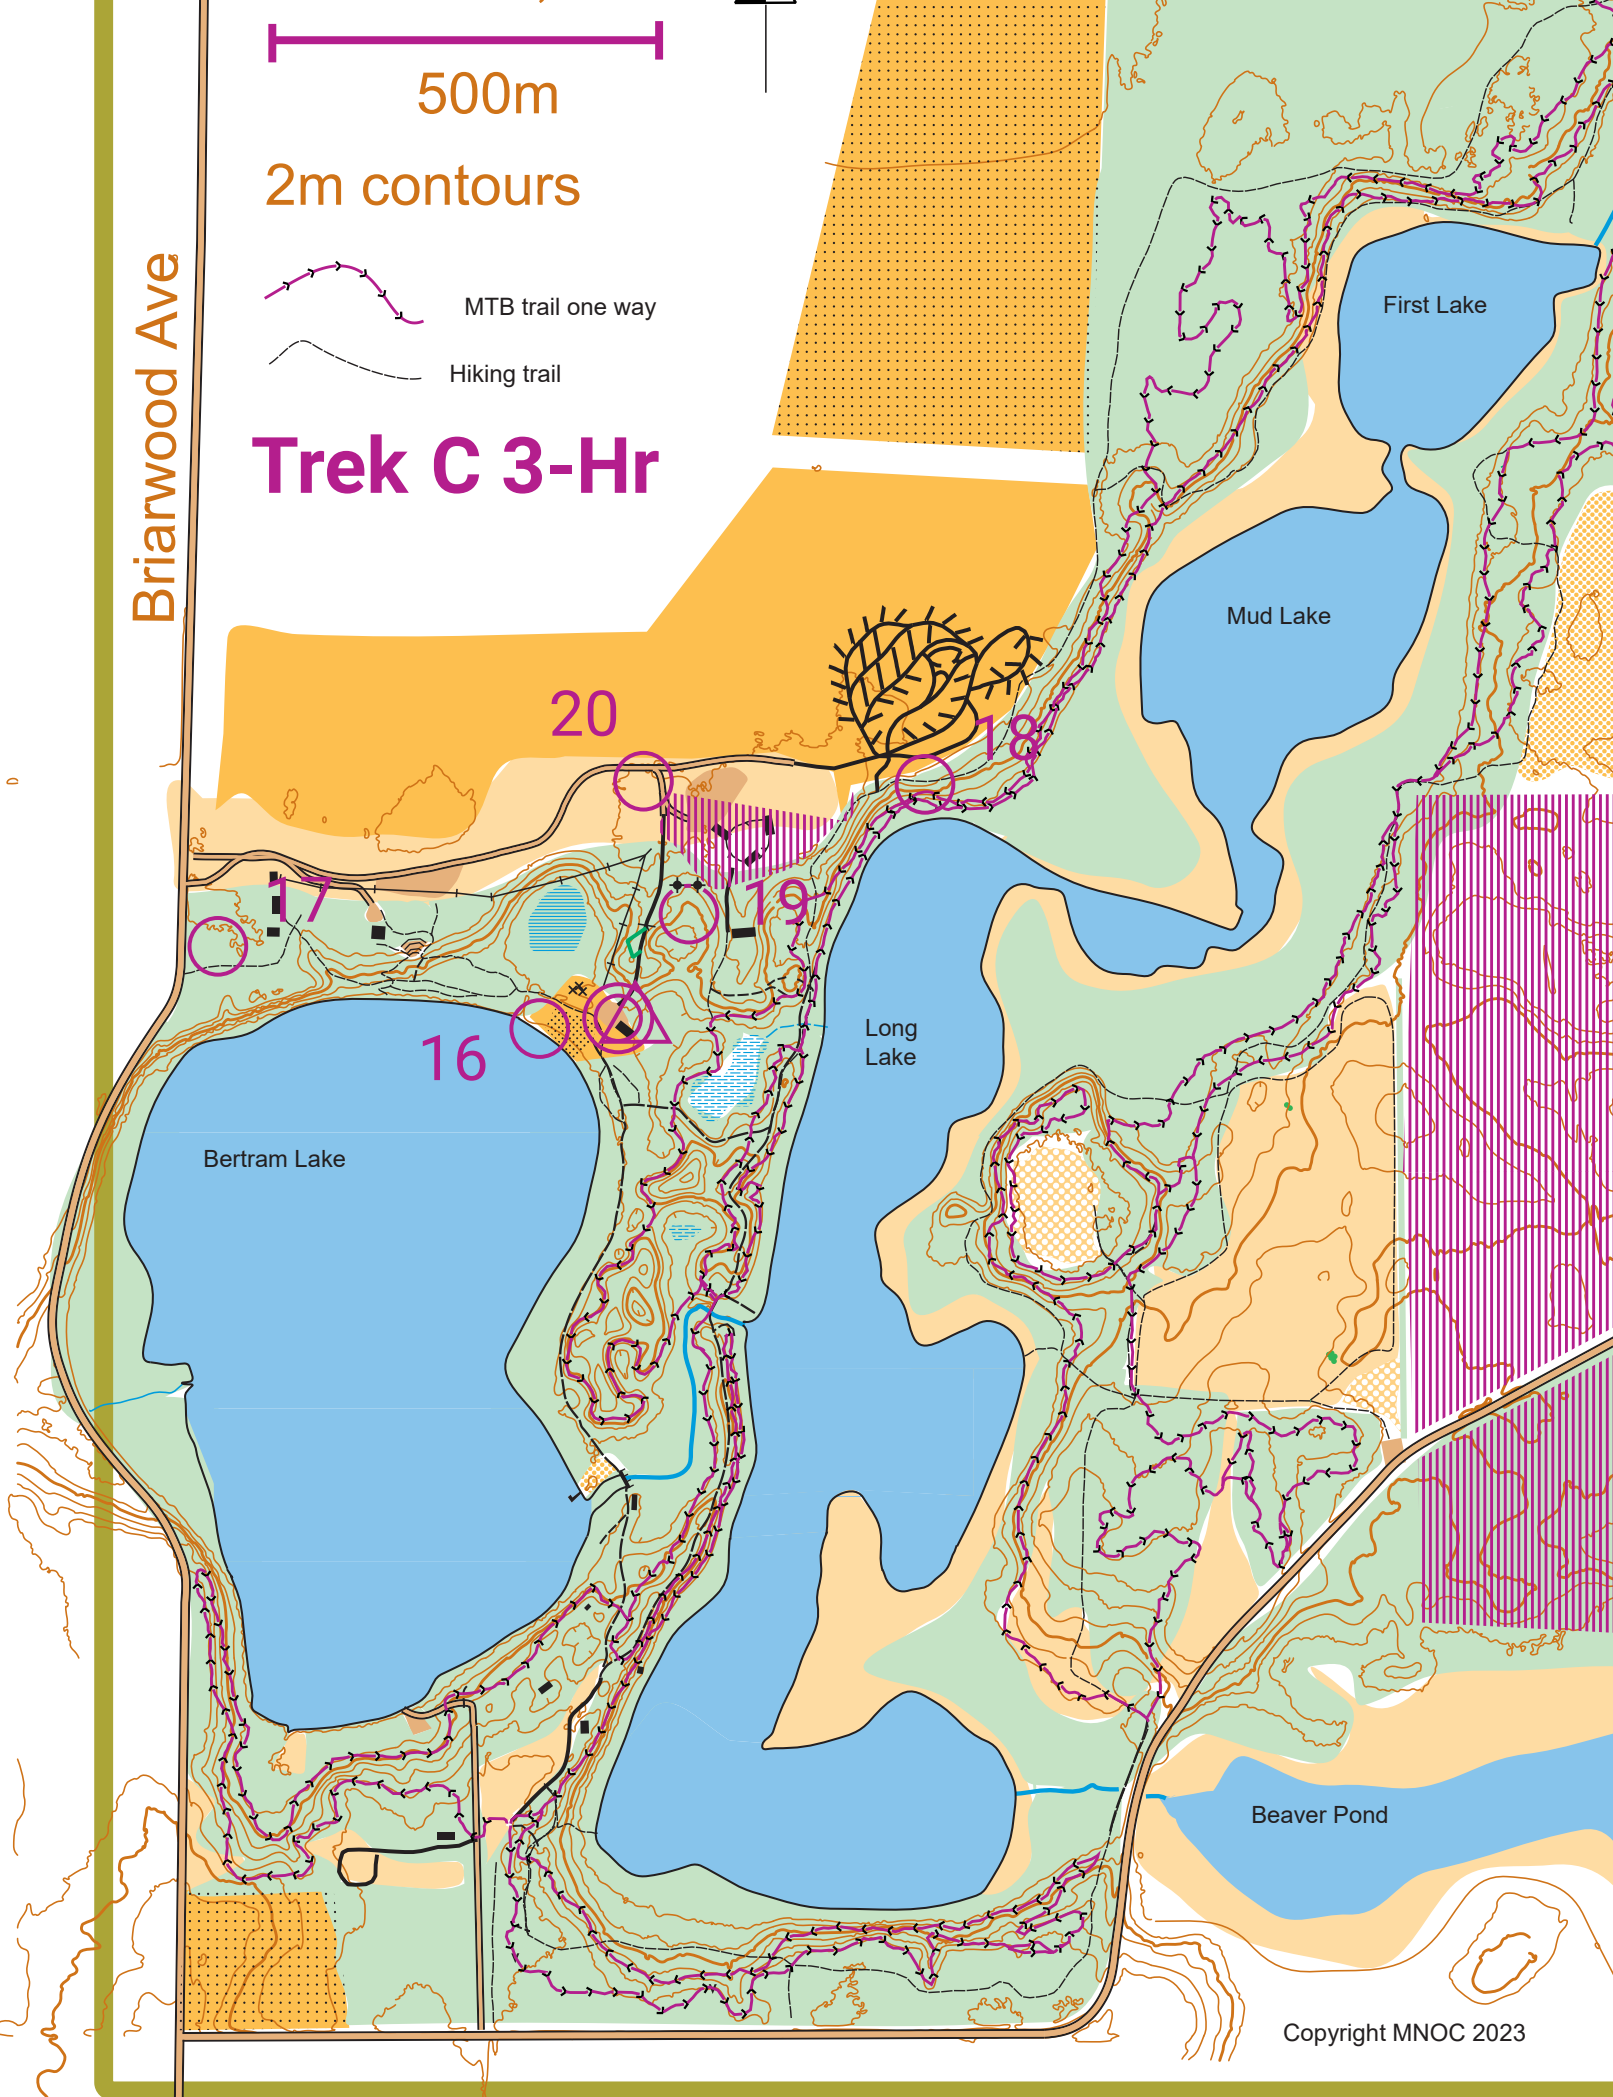 500m
2m contours
MTB trail one way
Hiking trail
Trek C 3-Hr
Briarwood Ave
First Lake
Mud Lake
20
18
17
19
16
Long
Lake
Bertram Lake
Beaver Pond
Copyright MNOC 2023